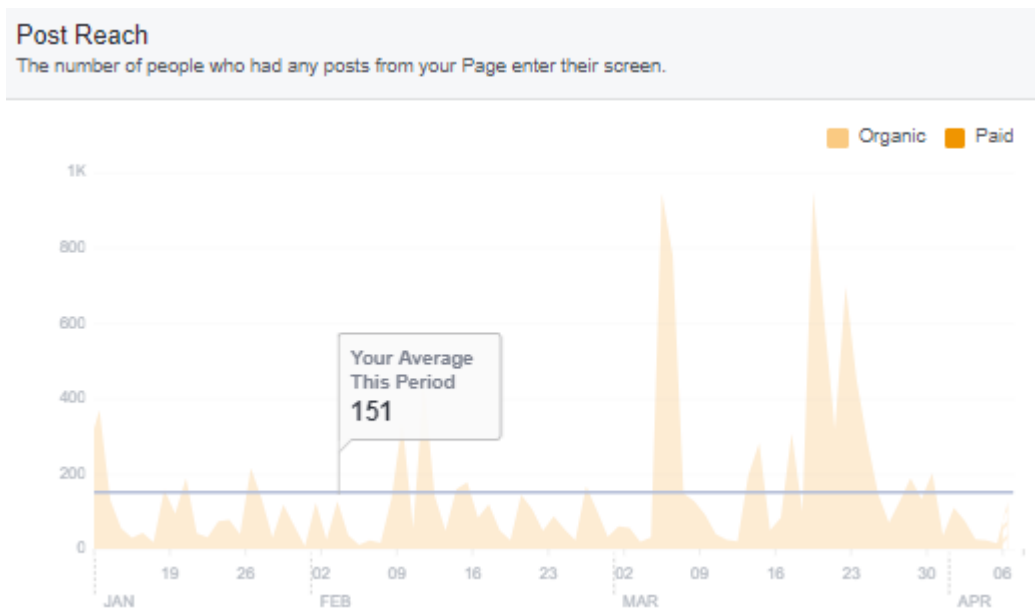 Post Reach
The number of people who had any posts from your Page enter their screen.
Organic Paid
1K
800
600
400
200
0
Your Average
This Period
151
19 26 02 09 16 23 02 09 16 23 30 06
JAN FEB MAR APR